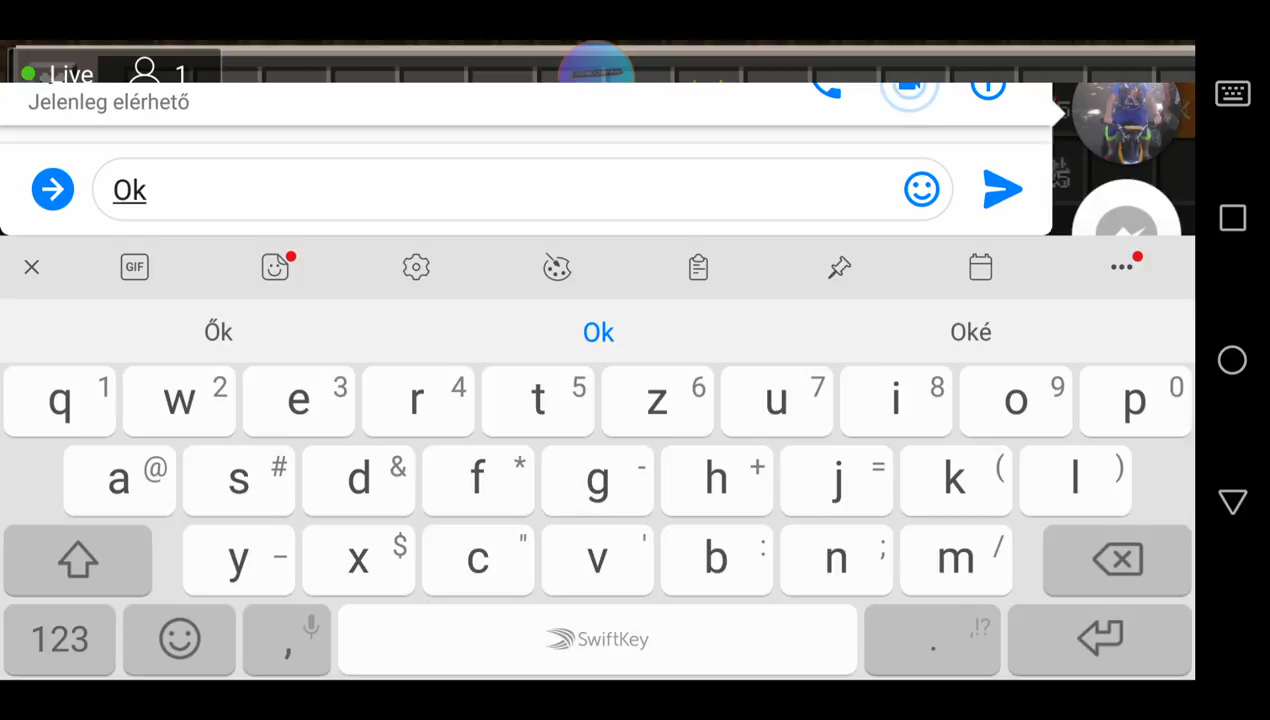 Live 1
Jelenleg elérhető
Ok
GIF
Ők Ok Oké
q 1 w 2 e 3 r 4 t 5 z 6 u 7 i 8 o 9 p 0
a @ s # d & f * g - h + j = k ( l )
y _ x $ c " v ' b : n ; m /
123 , SwiftKey . ,!?